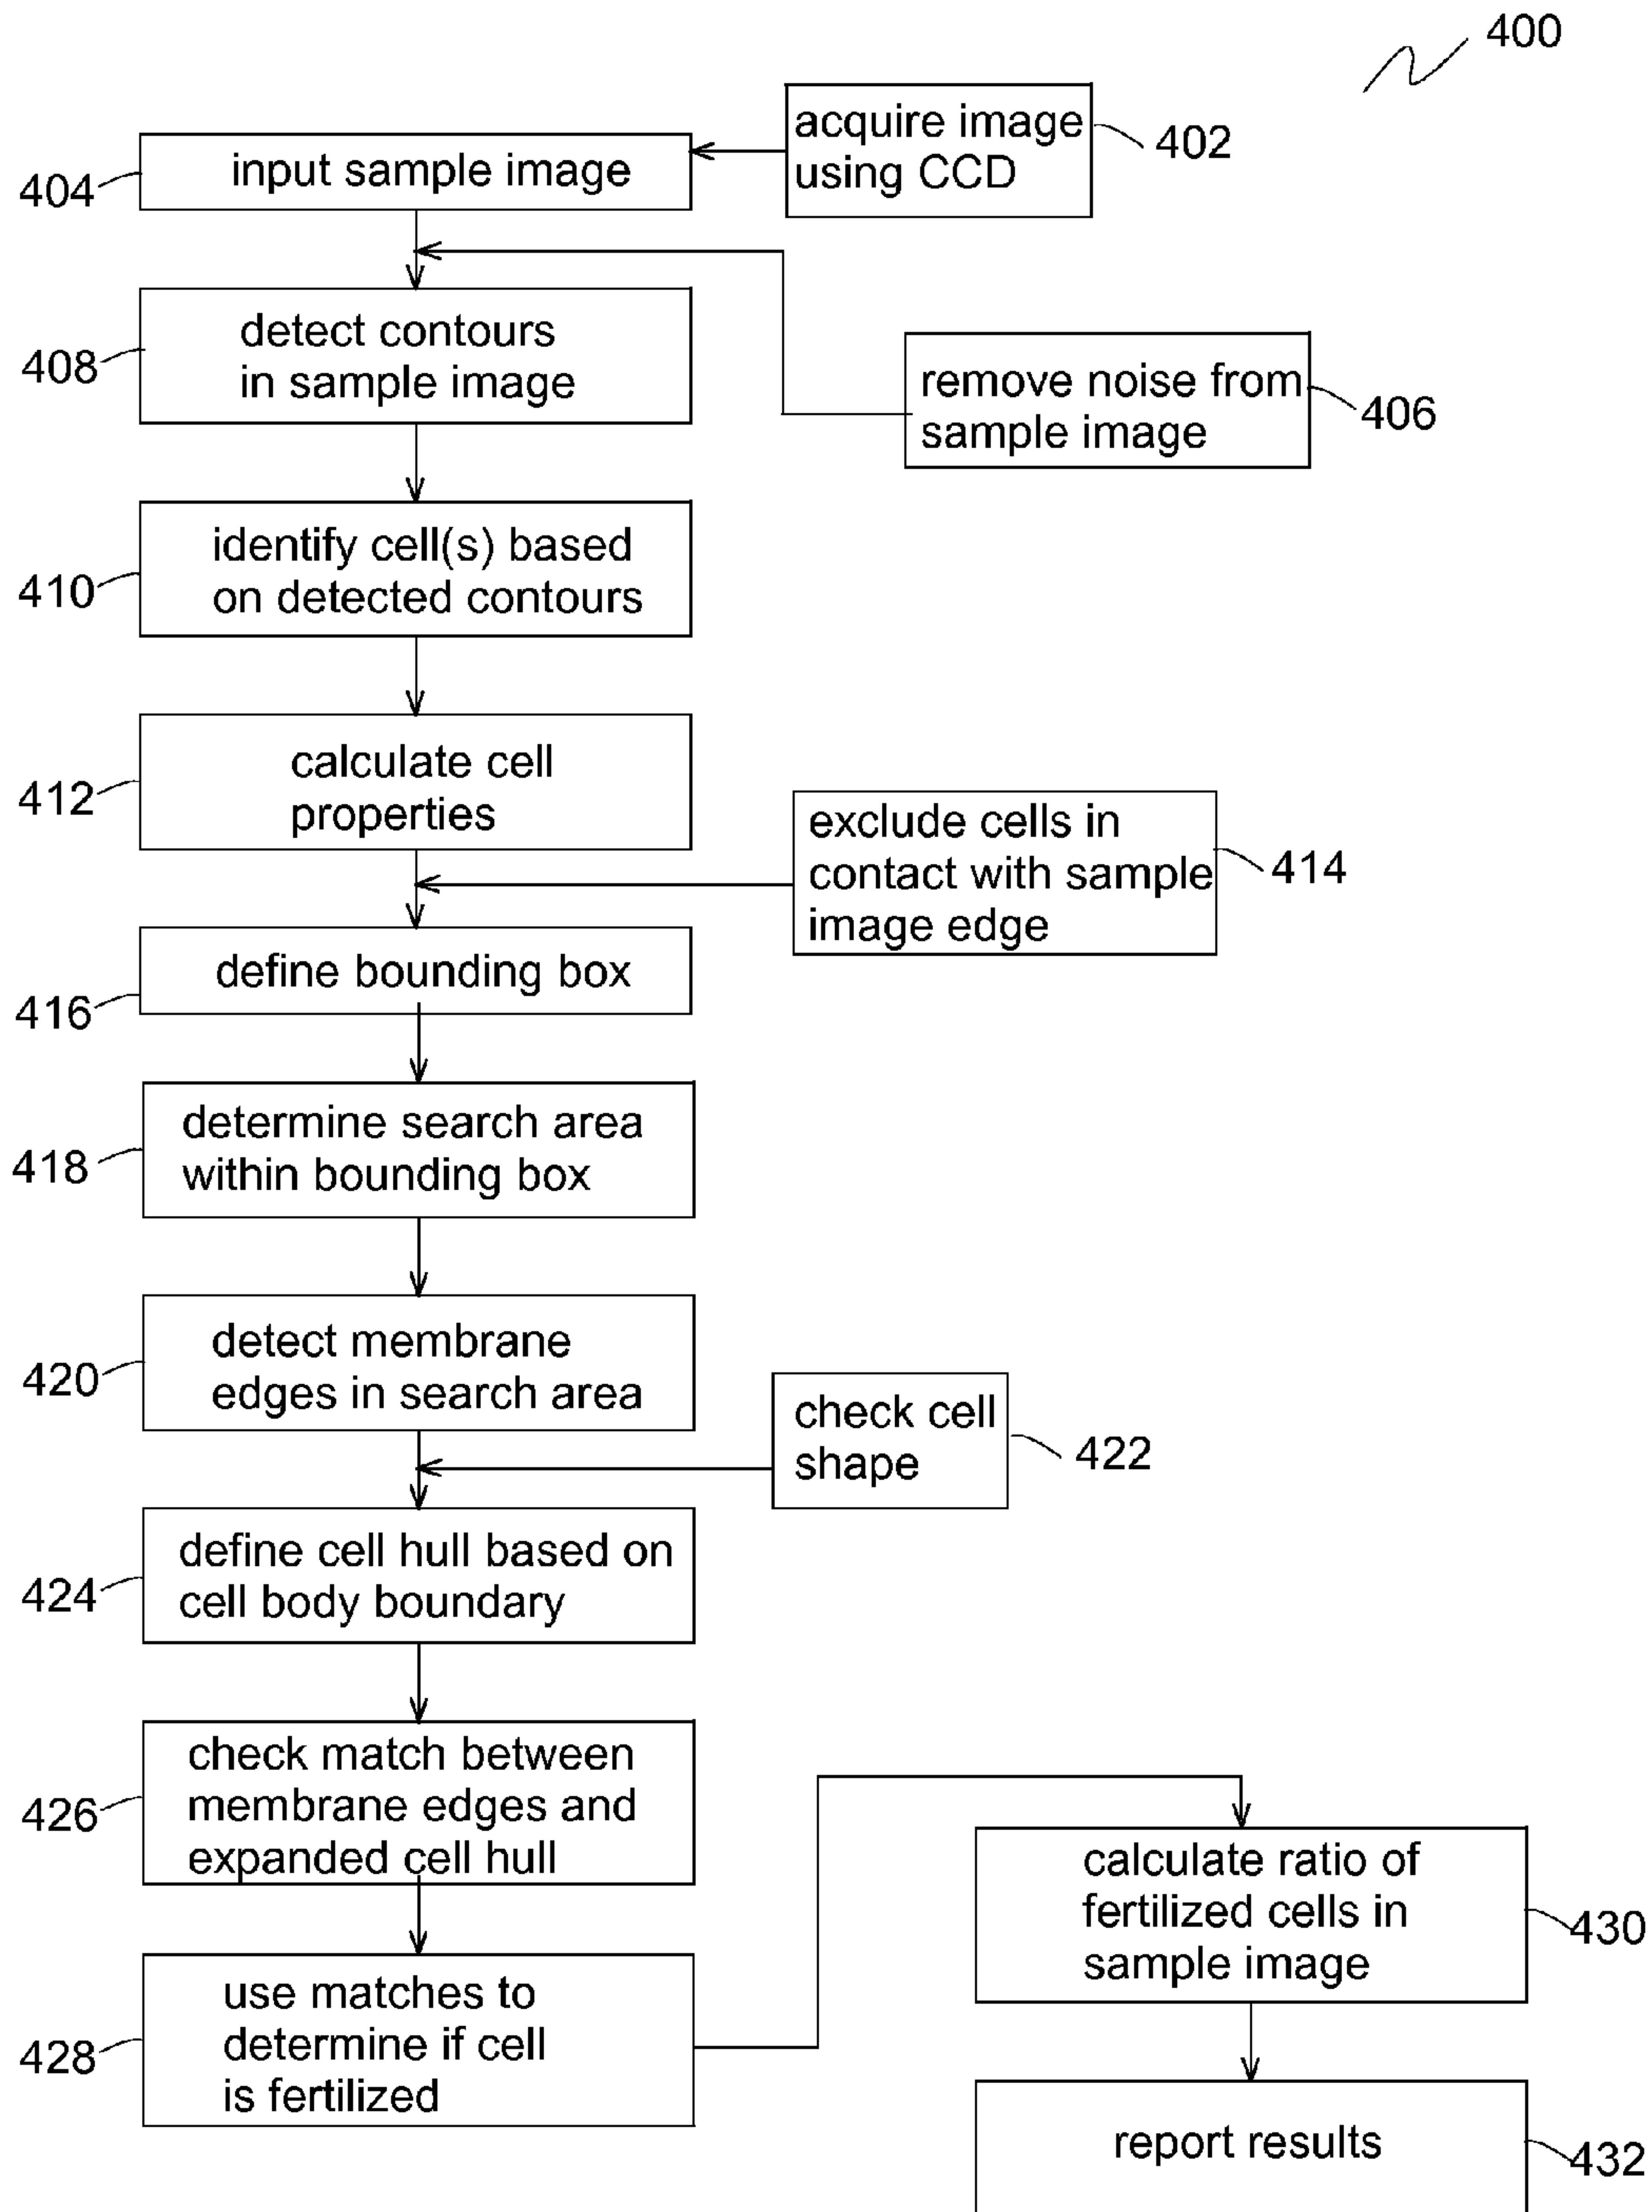 400
acquire image
using CCD
402
input sample image
404
remove noise from
sample image
406
detect contours
in sample image
408
identify cell(s) based
on detected contours
410
calculate cell
properties
412
exclude cells in
contact with sample
image edge
414
define bounding box
416
determine search area
within bounding box
418
detect membrane
edges in search area
420
check cell
shape
422
define cell hull based on
cell body boundary
424
check match between
membrane edges and
expanded cell hull
426
use matches to
determine if cell
is fertilized
428
calculate ratio of
fertilized cells in
sample image
430
report results
432